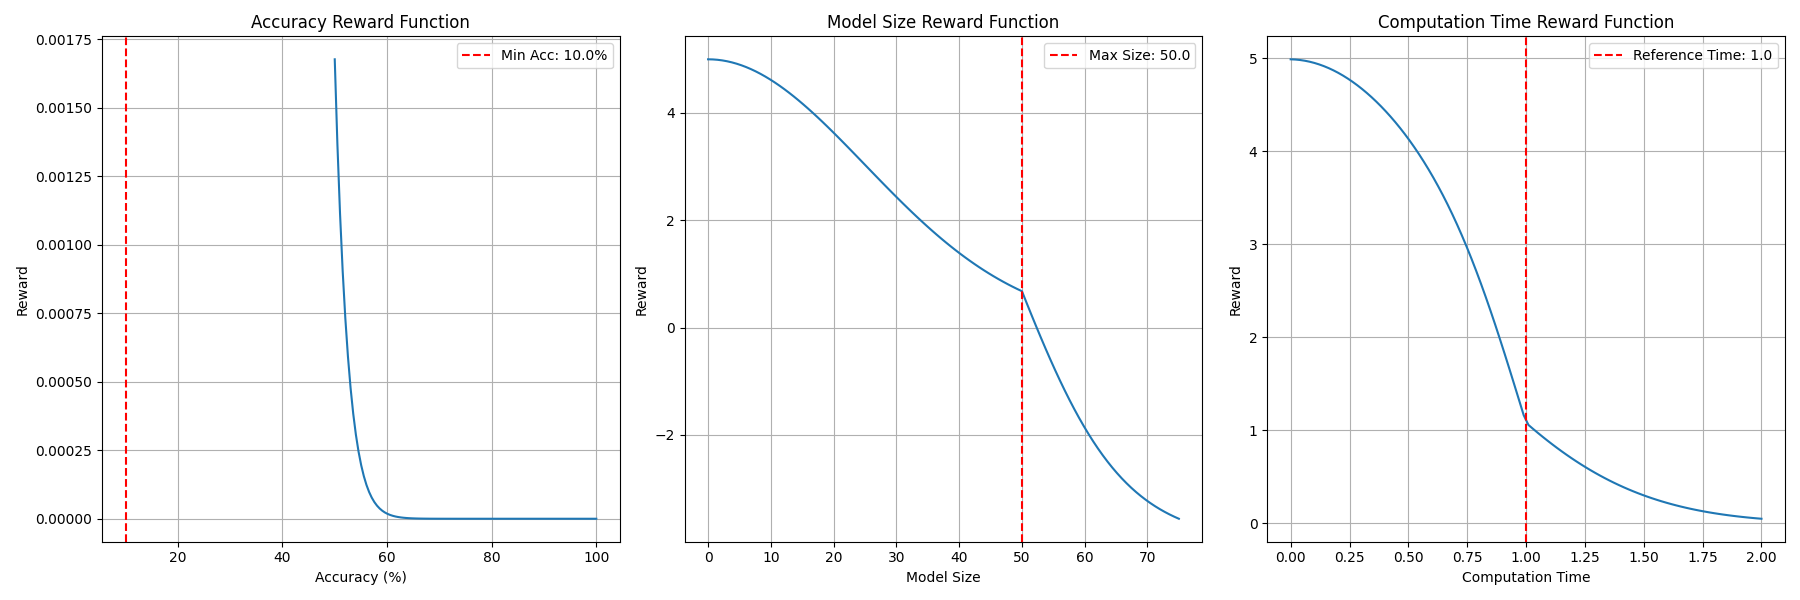 Accuracy Reward Function
0.00175
0.00150
0.00125
0.00100
0.00075
0.00050
0.00025
0.00000
Reward
Min Acc: 10.0%
20 40 60 80 100
Accuracy (%)
Model Size Reward Function
4
2
0
−2
Reward
Max Size: 50.0
0 10 20 30 40 50 60 70
Model Size
Computation Time Reward Function
5
4
3
2
1
0
Reward
Reference Time: 1.0
0.00 0.25 0.50 0.75 1.00 1.25 1.50 1.75 2.00
Computation Time